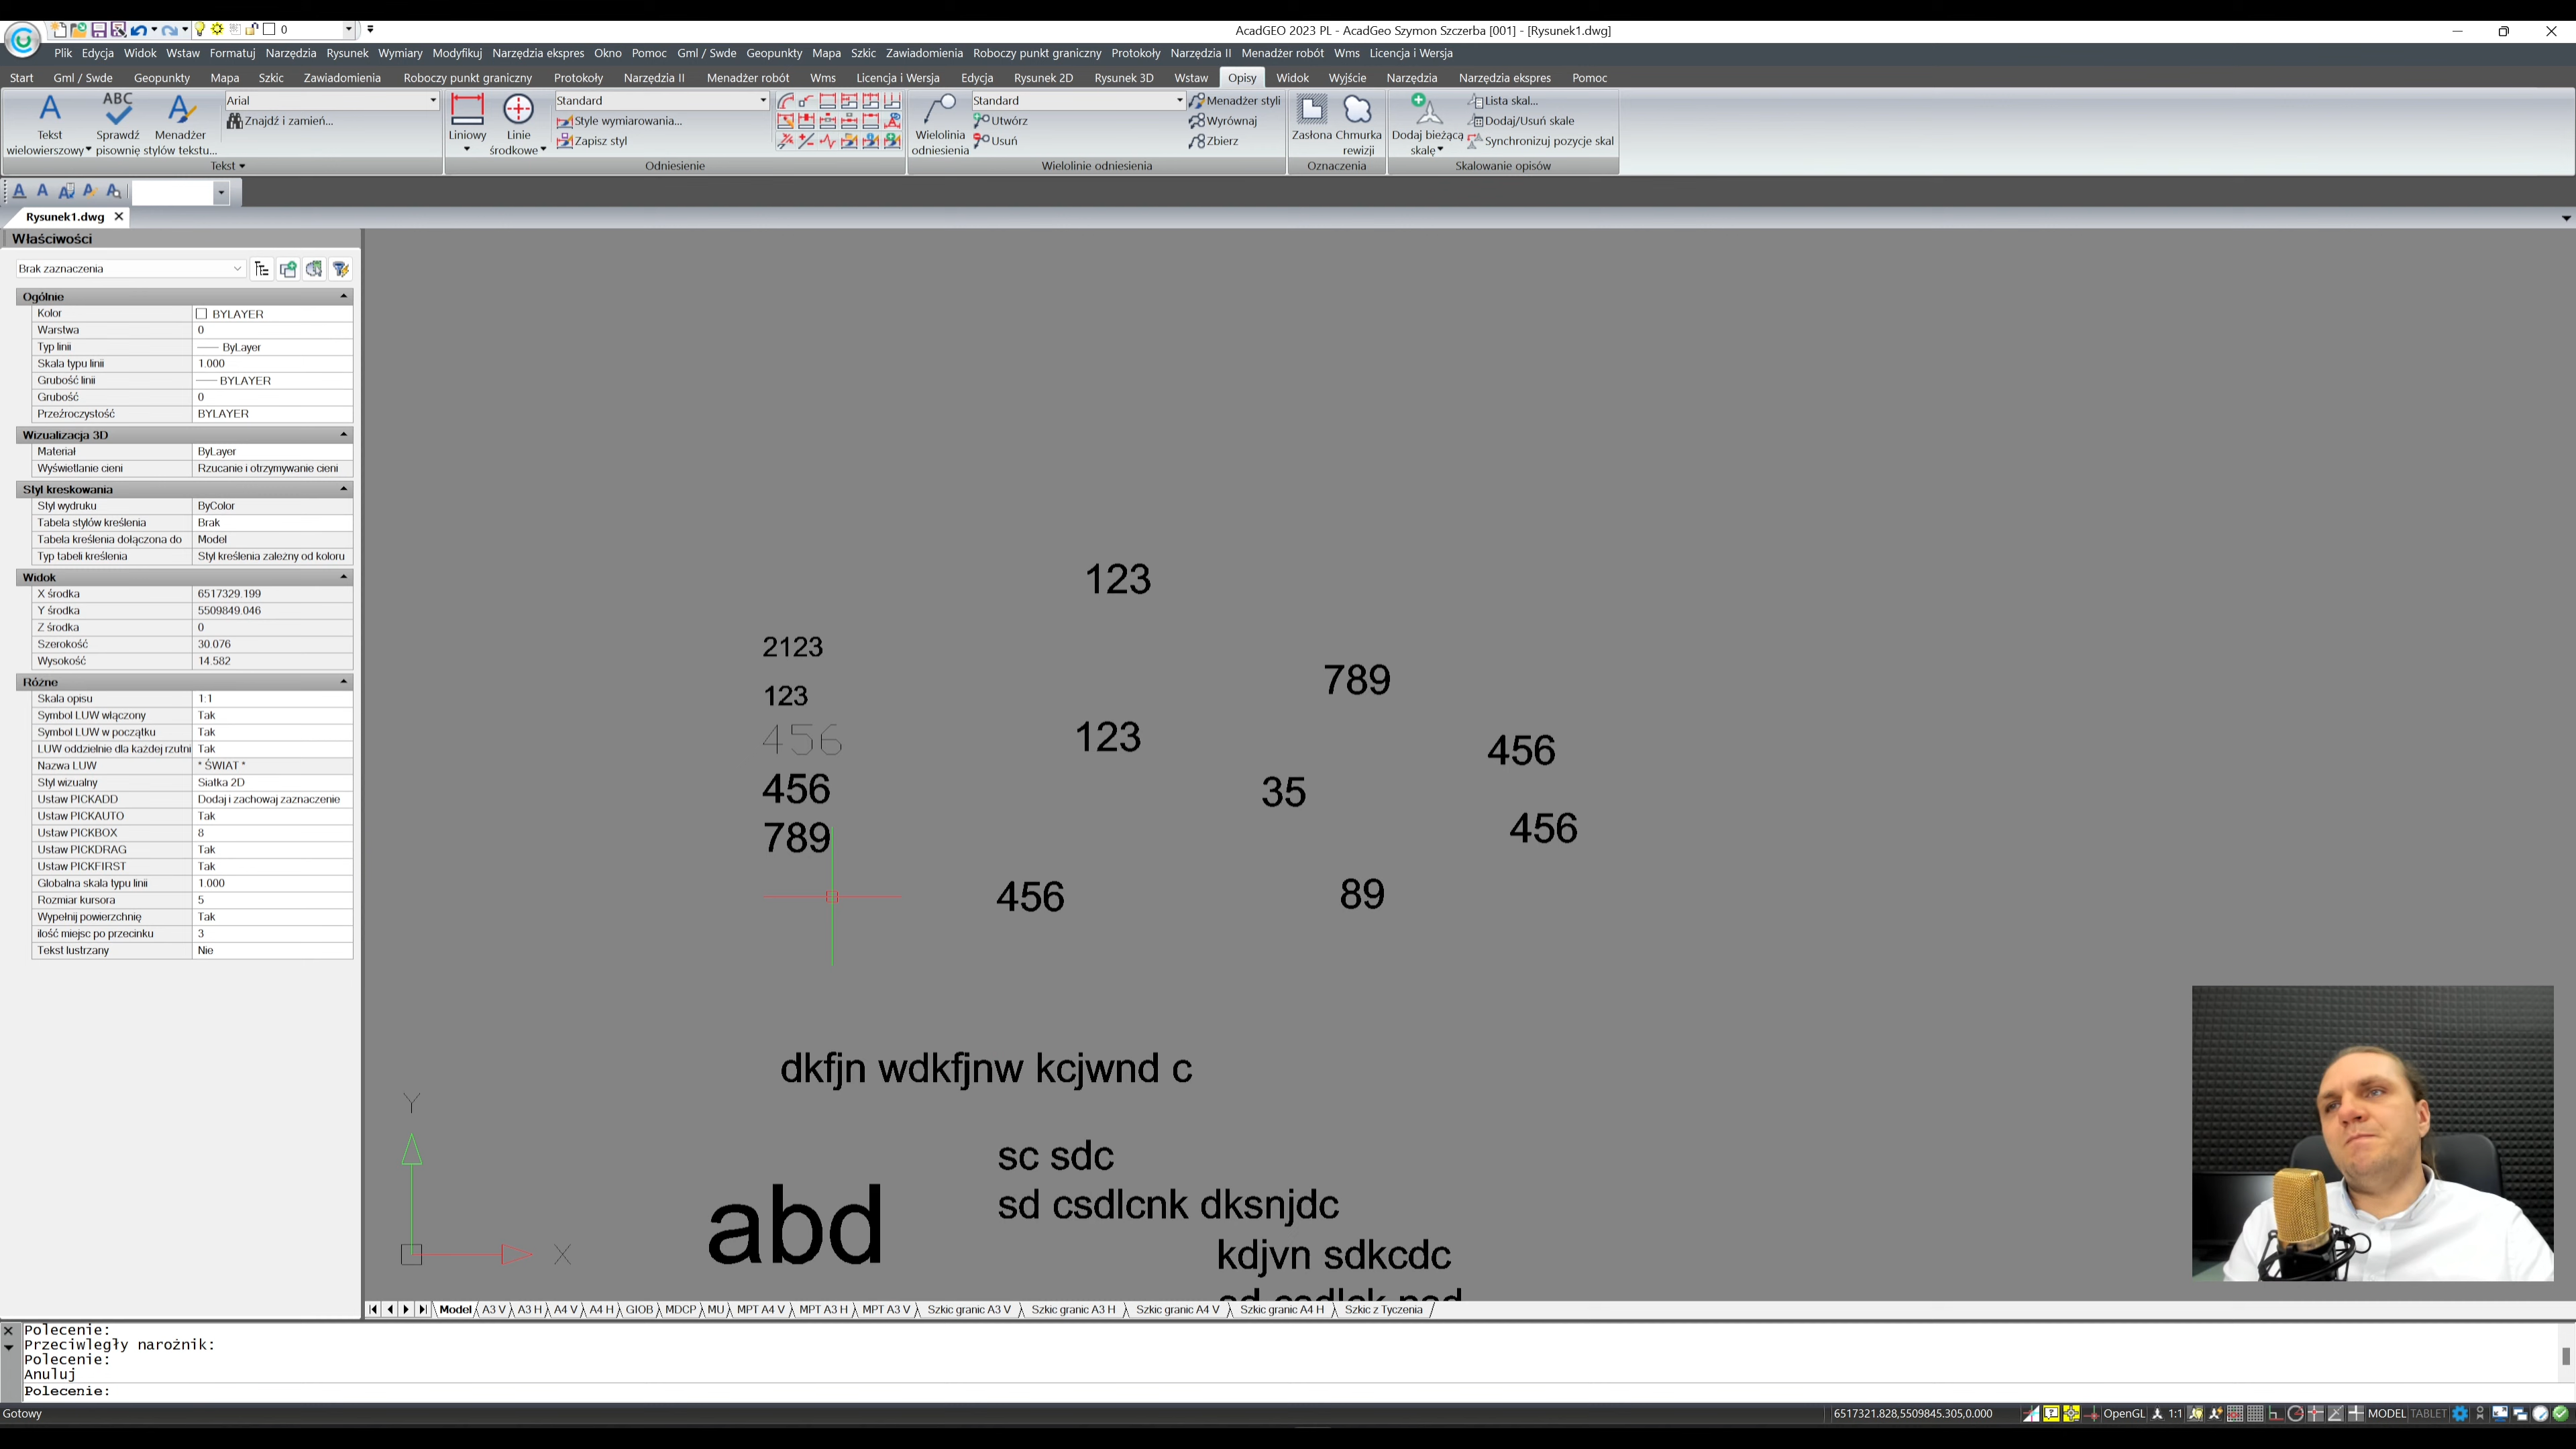 0
AcadGEO 2023 PL - AcadGeo Szymon Szczerba [001] - [Rysunek1.dwg]
Plik Edycja Widok Wstaw Formatuj Narzędzia Rysunek Wymiary Modyfikuj Narzędzia ekspres Okno Pomoc Gml / Swde Geopunkty Mapa Szkic Zawiadomienia Roboczy punkt graniczny Protokoły Narzędzia II Menadżer robót Wms Licencja i Wersja
Start Gml / Swde Geopunkty Mapa Szkic Zawiadomienia Roboczy punkt graniczny Protokoły Narzędzia II Menadżer robót Wms Licencja i Wersja Edycja Rysunek 2D Rysunek 3D Wstaw Opisy Widok Wyjście Narzędzia Narzędzia ekspres Pomoc
Tekst wielowierszowy
ABC Sprawdź pisownię
Menadżer stylów tekstu...
Arial
Znajdź i zamień...
Tekst
Liniowy
Linie środkowe
Standard
Style wymiarowania...
Zapisz styl
Odniesienie
Wielolinia odniesienia
Standard
Utwórz
Usuń
Menadżer styli
Wyrównaj
Zbierz
Wielolinie odniesienia
Zasłona
Chmurka rewizji
Oznaczenia
Dodaj bieżącą skalę
Lista skal...
Dodaj/Usuń skale
Synchronizuj pozycje skal
Skalowanie opisów
Rysunek1.dwg
Właściwości
Brak zaznaczenia
Ogólnie
Kolor BYLAYER
Warstwa 0
Typ linii ByLayer
Skala typu linii 1.000
Grubość linii BYLAYER
Grubość 0
Przeźroczystość BYLAYER
Wizualizacja 3D
Materiał ByLayer
Wyświetlanie cieni Rzucanie i otrzymywanie cieni
Styl kreskowania
Styl wydruku ByColor
Tabela stylów kreślenia Brak
Tabela kreślenia dołączona do Model
Typ tabeli kreślenia Styl kreślenia zależny od koloru
Widok
X środka 6517329.199
Y środka 5509849.046
Z środka 0
Szerokość 30.076
Wysokość 14.582
Różne
Skala opisu 1:1
Symbol LUW włączony Tak
Symbol LUW w początku Tak
LUW oddzielnie dla każdej rzutni Tak
Nazwa LUW * ŚWIAT *
Styl wizualny Siatka 2D
Ustaw PICKADD Dodaj i zachowaj zaznaczenie
Ustaw PICKAUTO Tak
Ustaw PICKBOX 8
Ustaw PICKDRAG Tak
Ustaw PICKFIRST Tak
Globalna skala typu linii 1.000
Rozmiar kursora 5
Wypełnij powierzchnię Tak
ilość miejsc po przecinku 3
Tekst lustrzany Nie
123
2123
789
123
123
456
456
456
35
789
456
456
89
dkfjn wdkfjnw kcjwnd c
sc sdc
sd csdlcnk dksnjdc
abd
kdjvn sdkcdc
Y
X
Model A3 V A3 H A4 V A4 H GIOB MDCP MU MPT A4 V MPT A3 H MPT A3 V Szkic granic A3 V Szkic granic A3 H Szkic granic A4 V Szkic granic A4 H Szkic z Tyczenia
Polecenie:
Przeciwległy narożnik:
Polecenie:
Anuluj
Polecenie:
Gotowy
6517321.828,5509845.305,0.000
OpenGL 1:1 MODEL TABLET